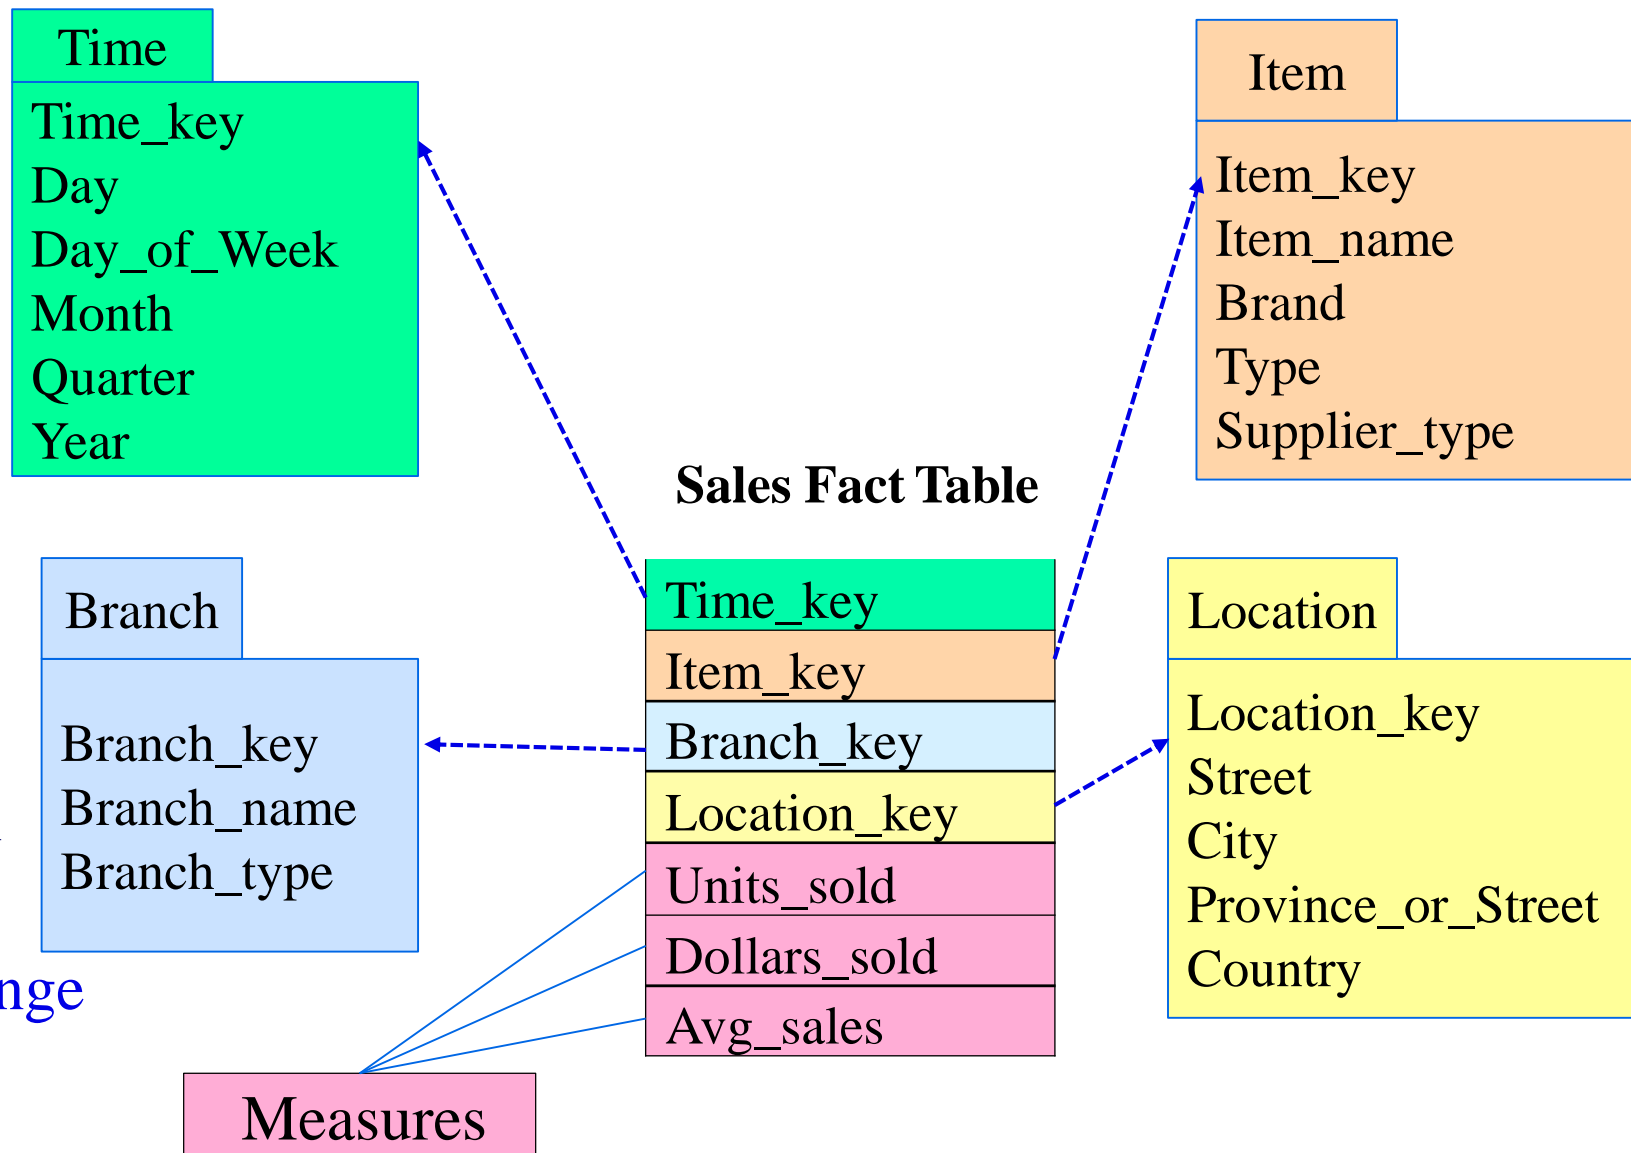 Time
Time_key
Day
Day_of_Week
Month
Quarter
Year
Item
Item_key
Item_name
Brand
Type
Supplier_type
Sales Fact Table
Time_key
Item_key
Branch_key
Location_key
Units_sold
Dollars_sold
Avg_sales
Branch
Branch_key
Branch_name
Branch_type
Location
Location_key
Street
City
Province_or_Street
Country
nge
Measures